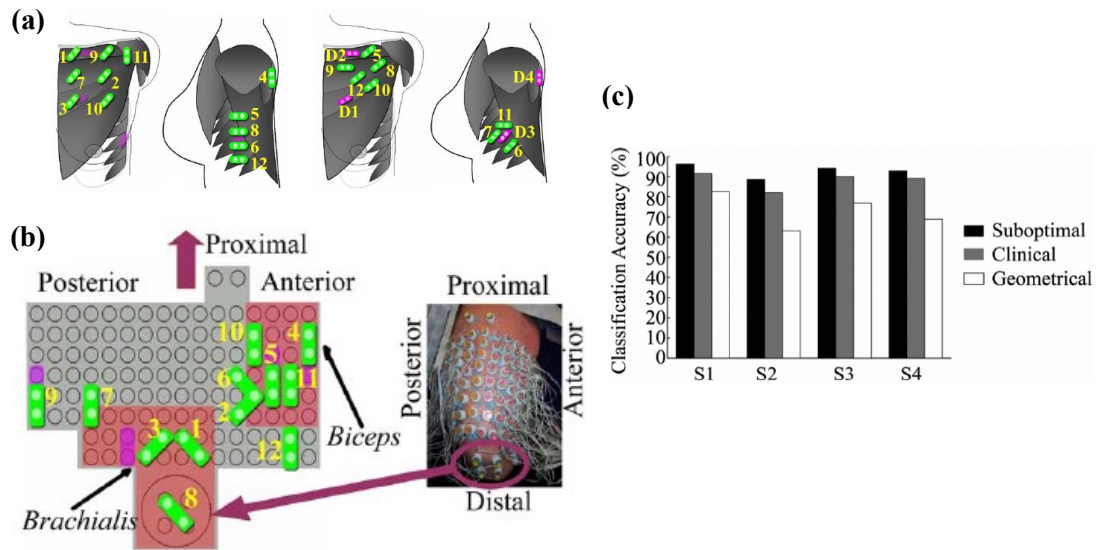 (a)
1
9
11
7
2
3
10
4
5
8
6
12
D2
5
9
8
12
10
D1
D4
11
7
D3
6
(b)
Proximal
Posterior
Anterior
10
4
5
6
11
9
7
2
3
1
12
8
Biceps
Brachialis
Proximal
Posterior
Anterior
Distal
(c)
Classification Accuracy (%)
100
90
80
70
60
50
40
30
20
10
0
S1 S2 S3 S4
Suboptimal
Clinical
Geometrical